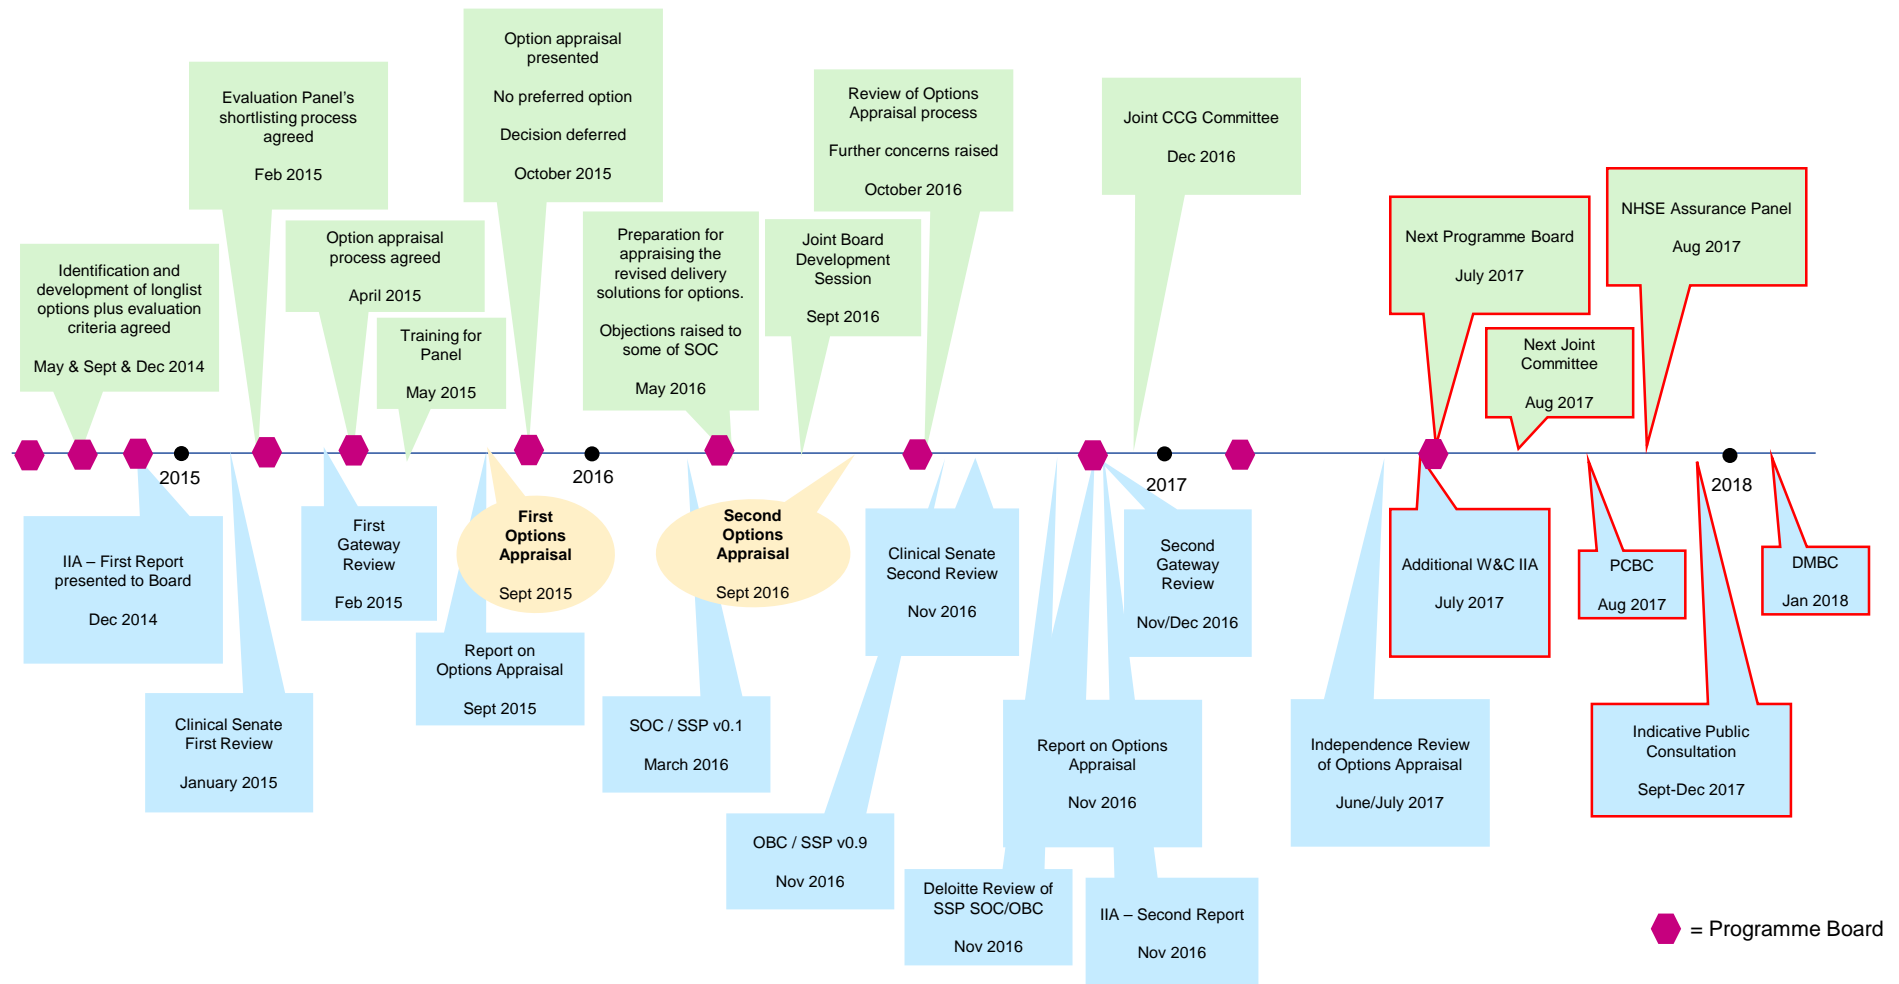 Identification and
development of longlist
options plus evaluation
criteria agreed
May & Sept & Dec 2014
Evaluation Panel's
shortlisting process
agreed
Feb 2015
Option appraisal
process agreed
April 2015
Training for
Panel
May 2015
Option appraisal
presented
No preferred option
Decision deferred
October 2015
Preparation for
appraising the
revised delivery
solutions for options.
Objections raised to
some of SOC
May 2016
Joint Board
Development
Session
Sept 2016
Review of Options
Appraisal process
Further concerns raised
October 2016
Joint CCG Committee
Dec 2016
Next Programme Board
July 2017
Next Joint
Committee
Aug 2017
NHSE Assurance Panel
Aug 2017
2015
2016
2017
2018
IIA – First Report
presented to Board
Dec 2014
Clinical Senate
First Review
January 2015
First
Gateway
Review
Feb 2015
Report on
Options Appraisal
Sept 2015
First
Options
Appraisal
Sept 2015
SOC / SSP v0.1
March 2016
Second
Options
Appraisal
Sept 2016
OBC / SSP v0.9
Nov 2016
Clinical Senate
Second Review
Nov 2016
Deloitte Review of
SSP SOC/OBC
Nov 2016
Report on Options
Appraisal
Nov 2016
IIA – Second Report
Nov 2016
Second
Gateway
Review
Nov/Dec 2016
Independence Review
of Options Appraisal
June/July 2017
Additional W&C IIA
July 2017
PCBC
Aug 2017
Indicative Public
Consultation
Sept-Dec 2017
DMBC
Jan 2018
= Programme Board